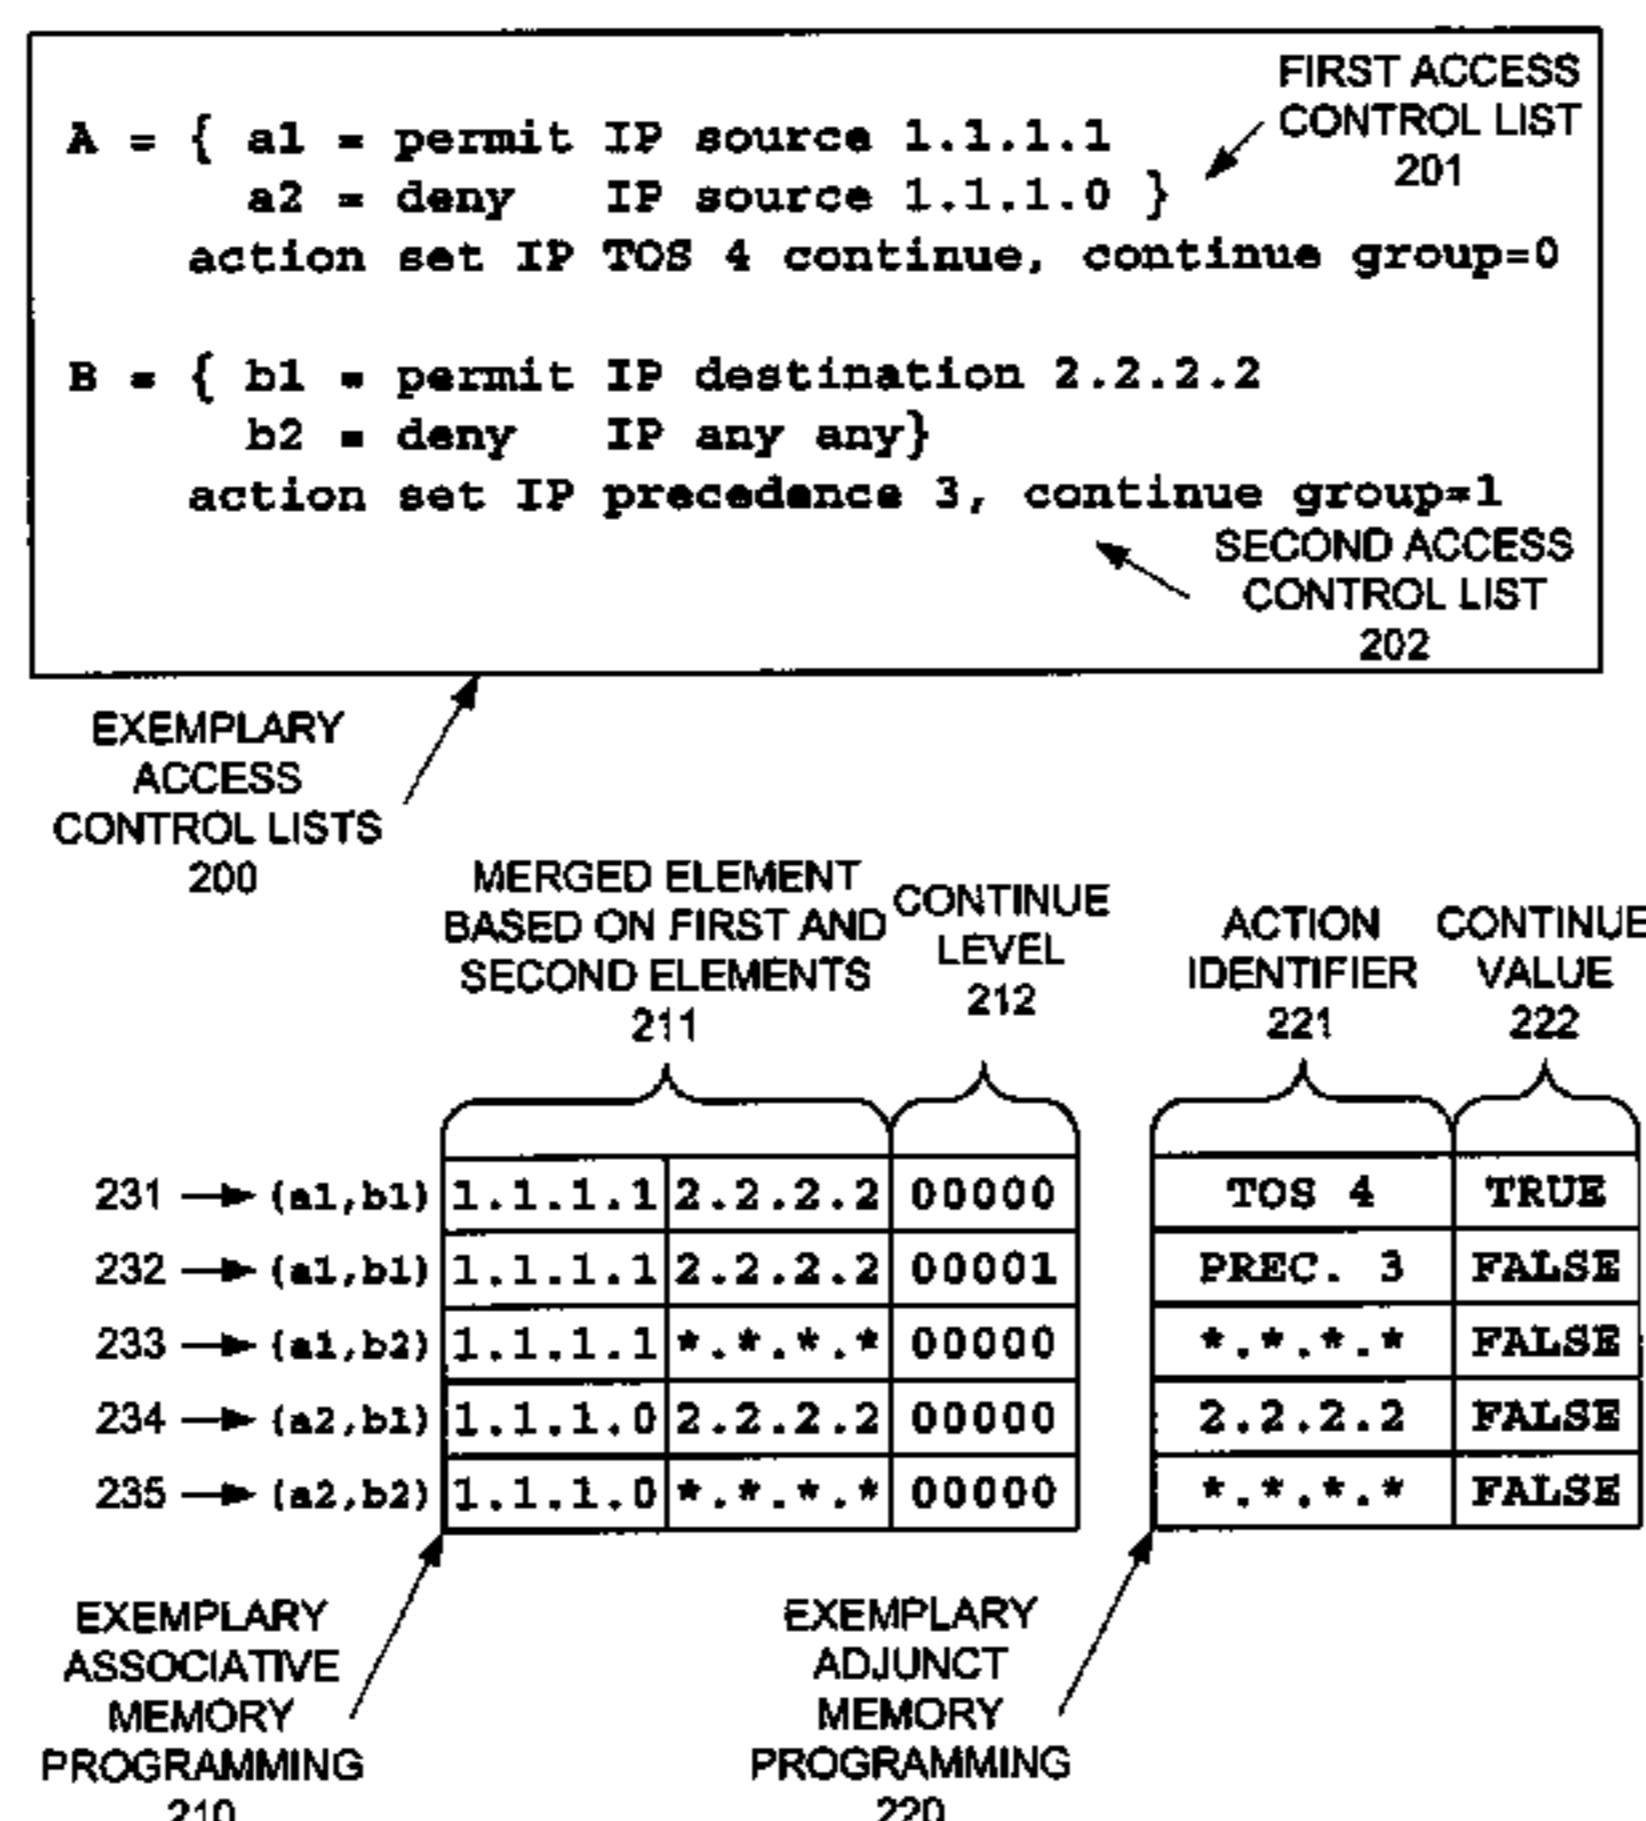 FIRST ACCESS
CONTROL LIST
201
A = { a1 = permit IP source 1.1.1.1
a2 = deny IP source 1.1.1.0 }
action set IP TOS 4 continue, continue group=0
B = { b1 = permit IP destination 2.2.2.2
b2 = deny IP any any}
action set IP precedence 3, continue group=1
SECOND ACCESS
CONTROL LIST
202
EXEMPLARY
ACCESS
CONTROL LISTS
200
MERGED ELEMENT
BASED ON FIRST AND
SECOND ELEMENTS
211
CONTINUE
LEVEL
212
ACTION
IDENTIFIER
221
CONTINUE
VALUE
222
231 (a1,b1) 1.1.1.1 2.2.2.2 00000 TOS 4 TRUE
232 (a1,b1) 1.1.1.1 2.2.2.2 00001 PREC. 3 FALSE
233 (a1,b2) 1.1.1.1 *.*.*.* 00000 *.*.*.* FALSE
234 (a2,b1) 1.1.1.0 2.2.2.2 00000 2.2.2.2 FALSE
235 (a2,b2) 1.1.1.0 *.*.*.* 00000 *.*.*.* FALSE
EXEMPLARY
ASSOCIATIVE
MEMORY
PROGRAMMING
210
EXEMPLARY
ADJUNCT
MEMORY
PROGRAMMING
220